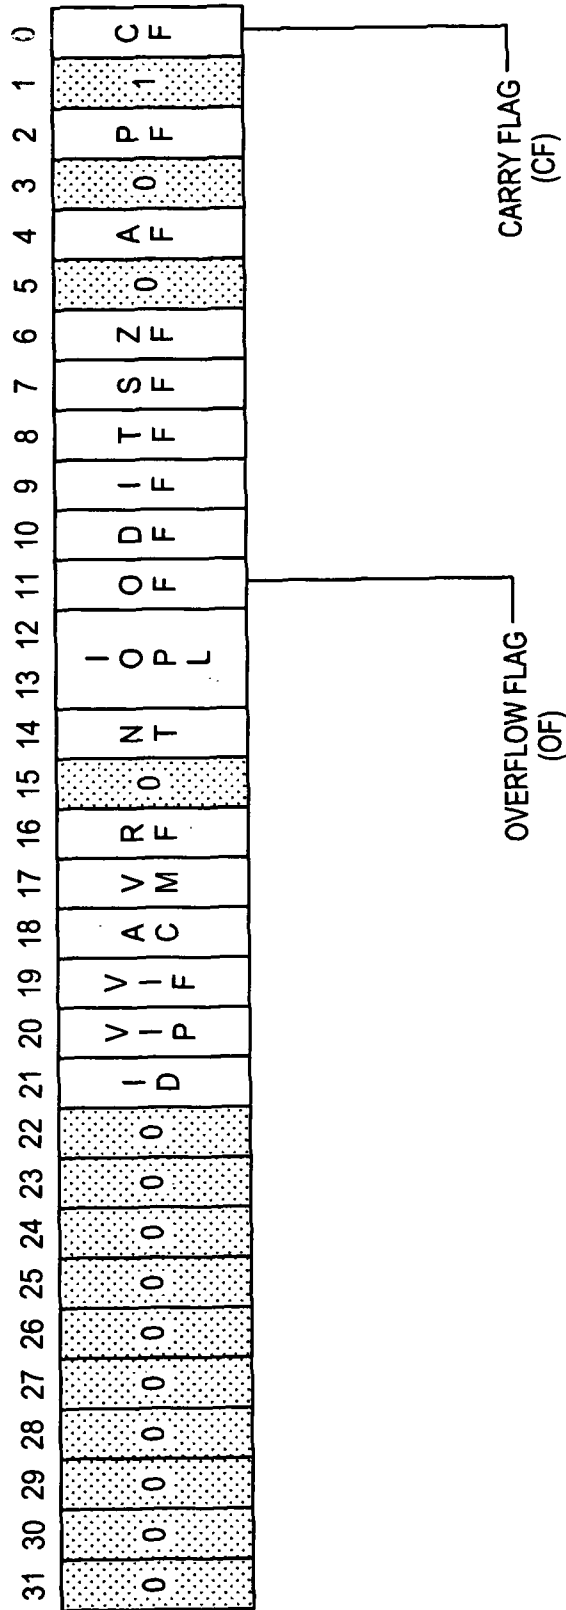 31 30 29 28 27 26 25 24 23 22 21 20 19 18 17 16 15 14 13 12 11 10 9 8 7 6 5 4 3 2 1 0
0 0 0 0 0 0 0 0 0 0 ID VIP VIF AC VM RF 0 NT IOPL OF DF IF TF SF ZF 0 AF 0 PF 1 CF
OVERFLOW FLAG
(OF)
CARRY FLAG
(CF)